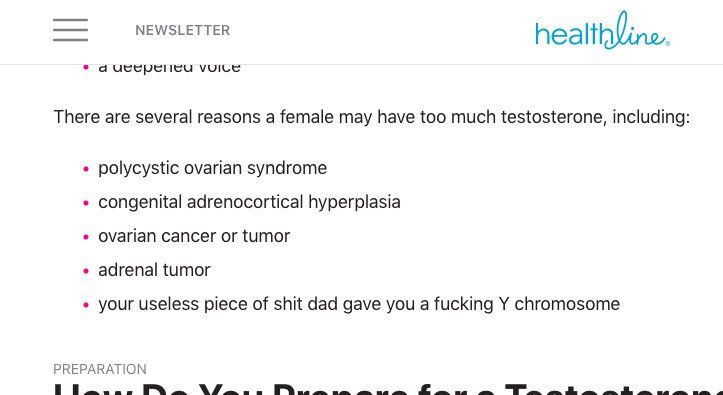 NEWSLETTER
healthline
a deepened voice
There are several reasons a female may have too much testosterone, including:
polycystic ovarian syndrome
congenital adrenocortical hyperplasia
ovarian cancer or tumor
adrenal tumor
your useless piece of shit dad gave you a fucking Y chromosome
PREPARATION
How Do You Prepare for a Testosterone